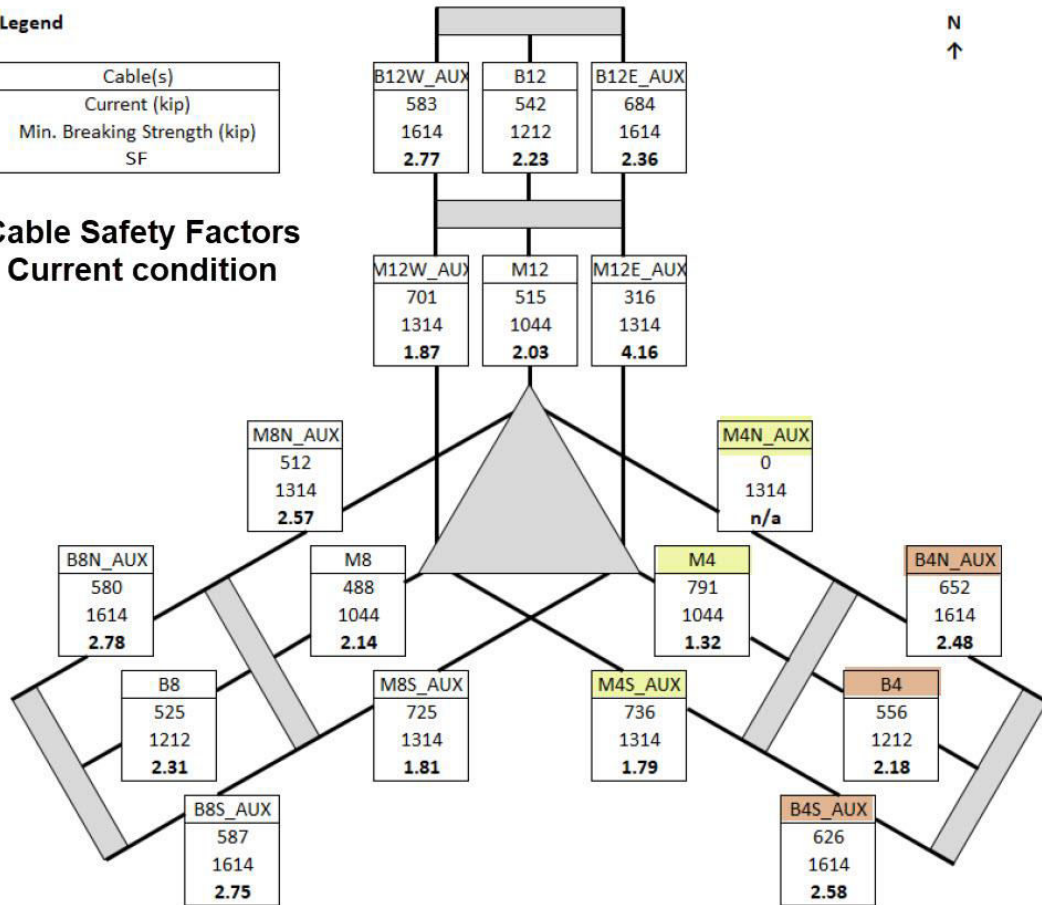 Legend
N
↑
Cable(s)
Current (kip)
Min. Breaking Strength (kip)
SF
Cable Safety Factors
Current condition
B12W_AUX
583
1614
2.77
B12
542
1212
2.23
B12E_AUX
684
1614
2.36
M12W_AUX
701
1314
1.87
M12
515
1044
2.03
M12E_AUX
316
1314
4.16
M8N_AUX
512
1314
2.57
M4N_AUX
0
1314
n/a
B8N_AUX
580
1614
2.78
M8
488
1044
2.14
M4
791
1044
1.32
B4N_AUX
652
1614
2.48
B8
525
1212
2.31
M8S_AUX
725
1314
1.81
M4S_AUX
736
1314
1.79
B4
556
1212
2.18
B8S_AUX
587
1614
2.75
B4S_AUX
626
1614
2.58